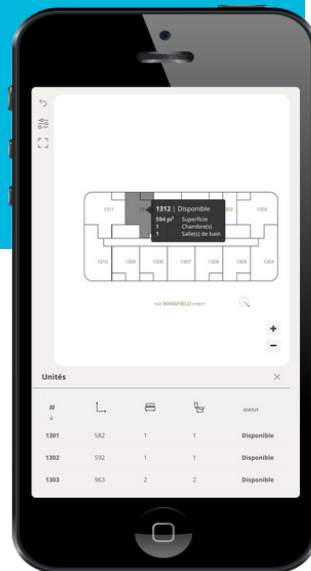 1311
1302
1303
1312 | Disponible
594 pi² Superficie
1 Chambre(s)
1 Salle(s) de bain
1310
1309
1308
1307
1305
1304
RUE MANSFIELD STREET
+
−
Unités ×
# STATUT
↓
1301 582 1 1 Disponible
1302 592 1 1 Disponible
1303 963 2 2 Disponible